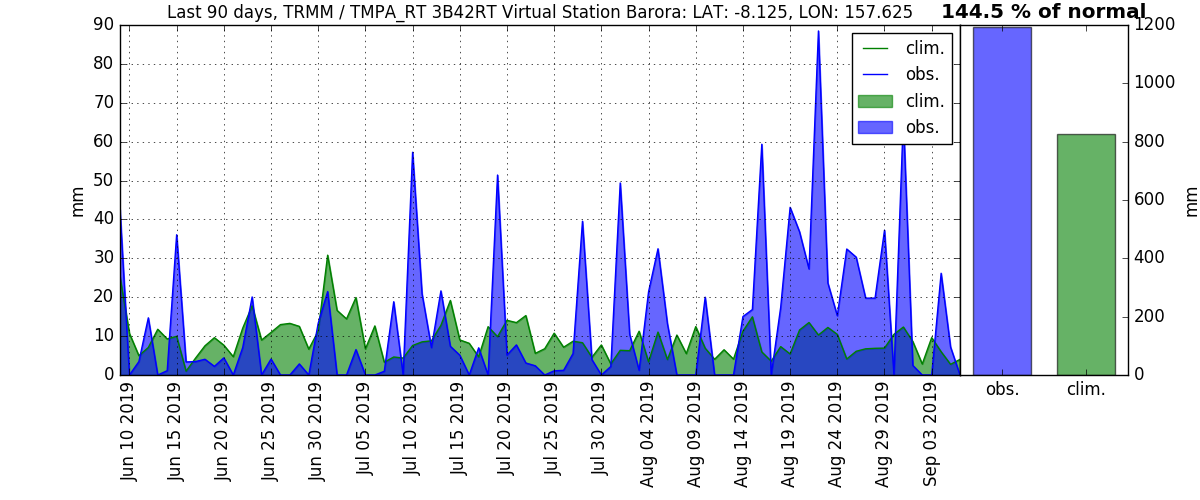 Last 90 days, TRMM / TMPA_RT 3B42RT Virtual Station Barora: LAT: -8.125, LON: 157.625
144.5 % of normal
90
80
70
60
50
40
30
20
10
0
mm
clim.
obs.
clim.
obs.
1200
1000
800
600
400
200
0
mm
obs.
clim.
Jun 10 2019
Jun 15 2019
Jun 20 2019
Jun 25 2019
Jun 30 2019
Jul 05 2019
Jul 10 2019
Jul 15 2019
Jul 20 2019
Jul 25 2019
Jul 30 2019
Aug 04 2019
Aug 09 2019
Aug 14 2019
Aug 19 2019
Aug 24 2019
Aug 29 2019
Sep 03 2019